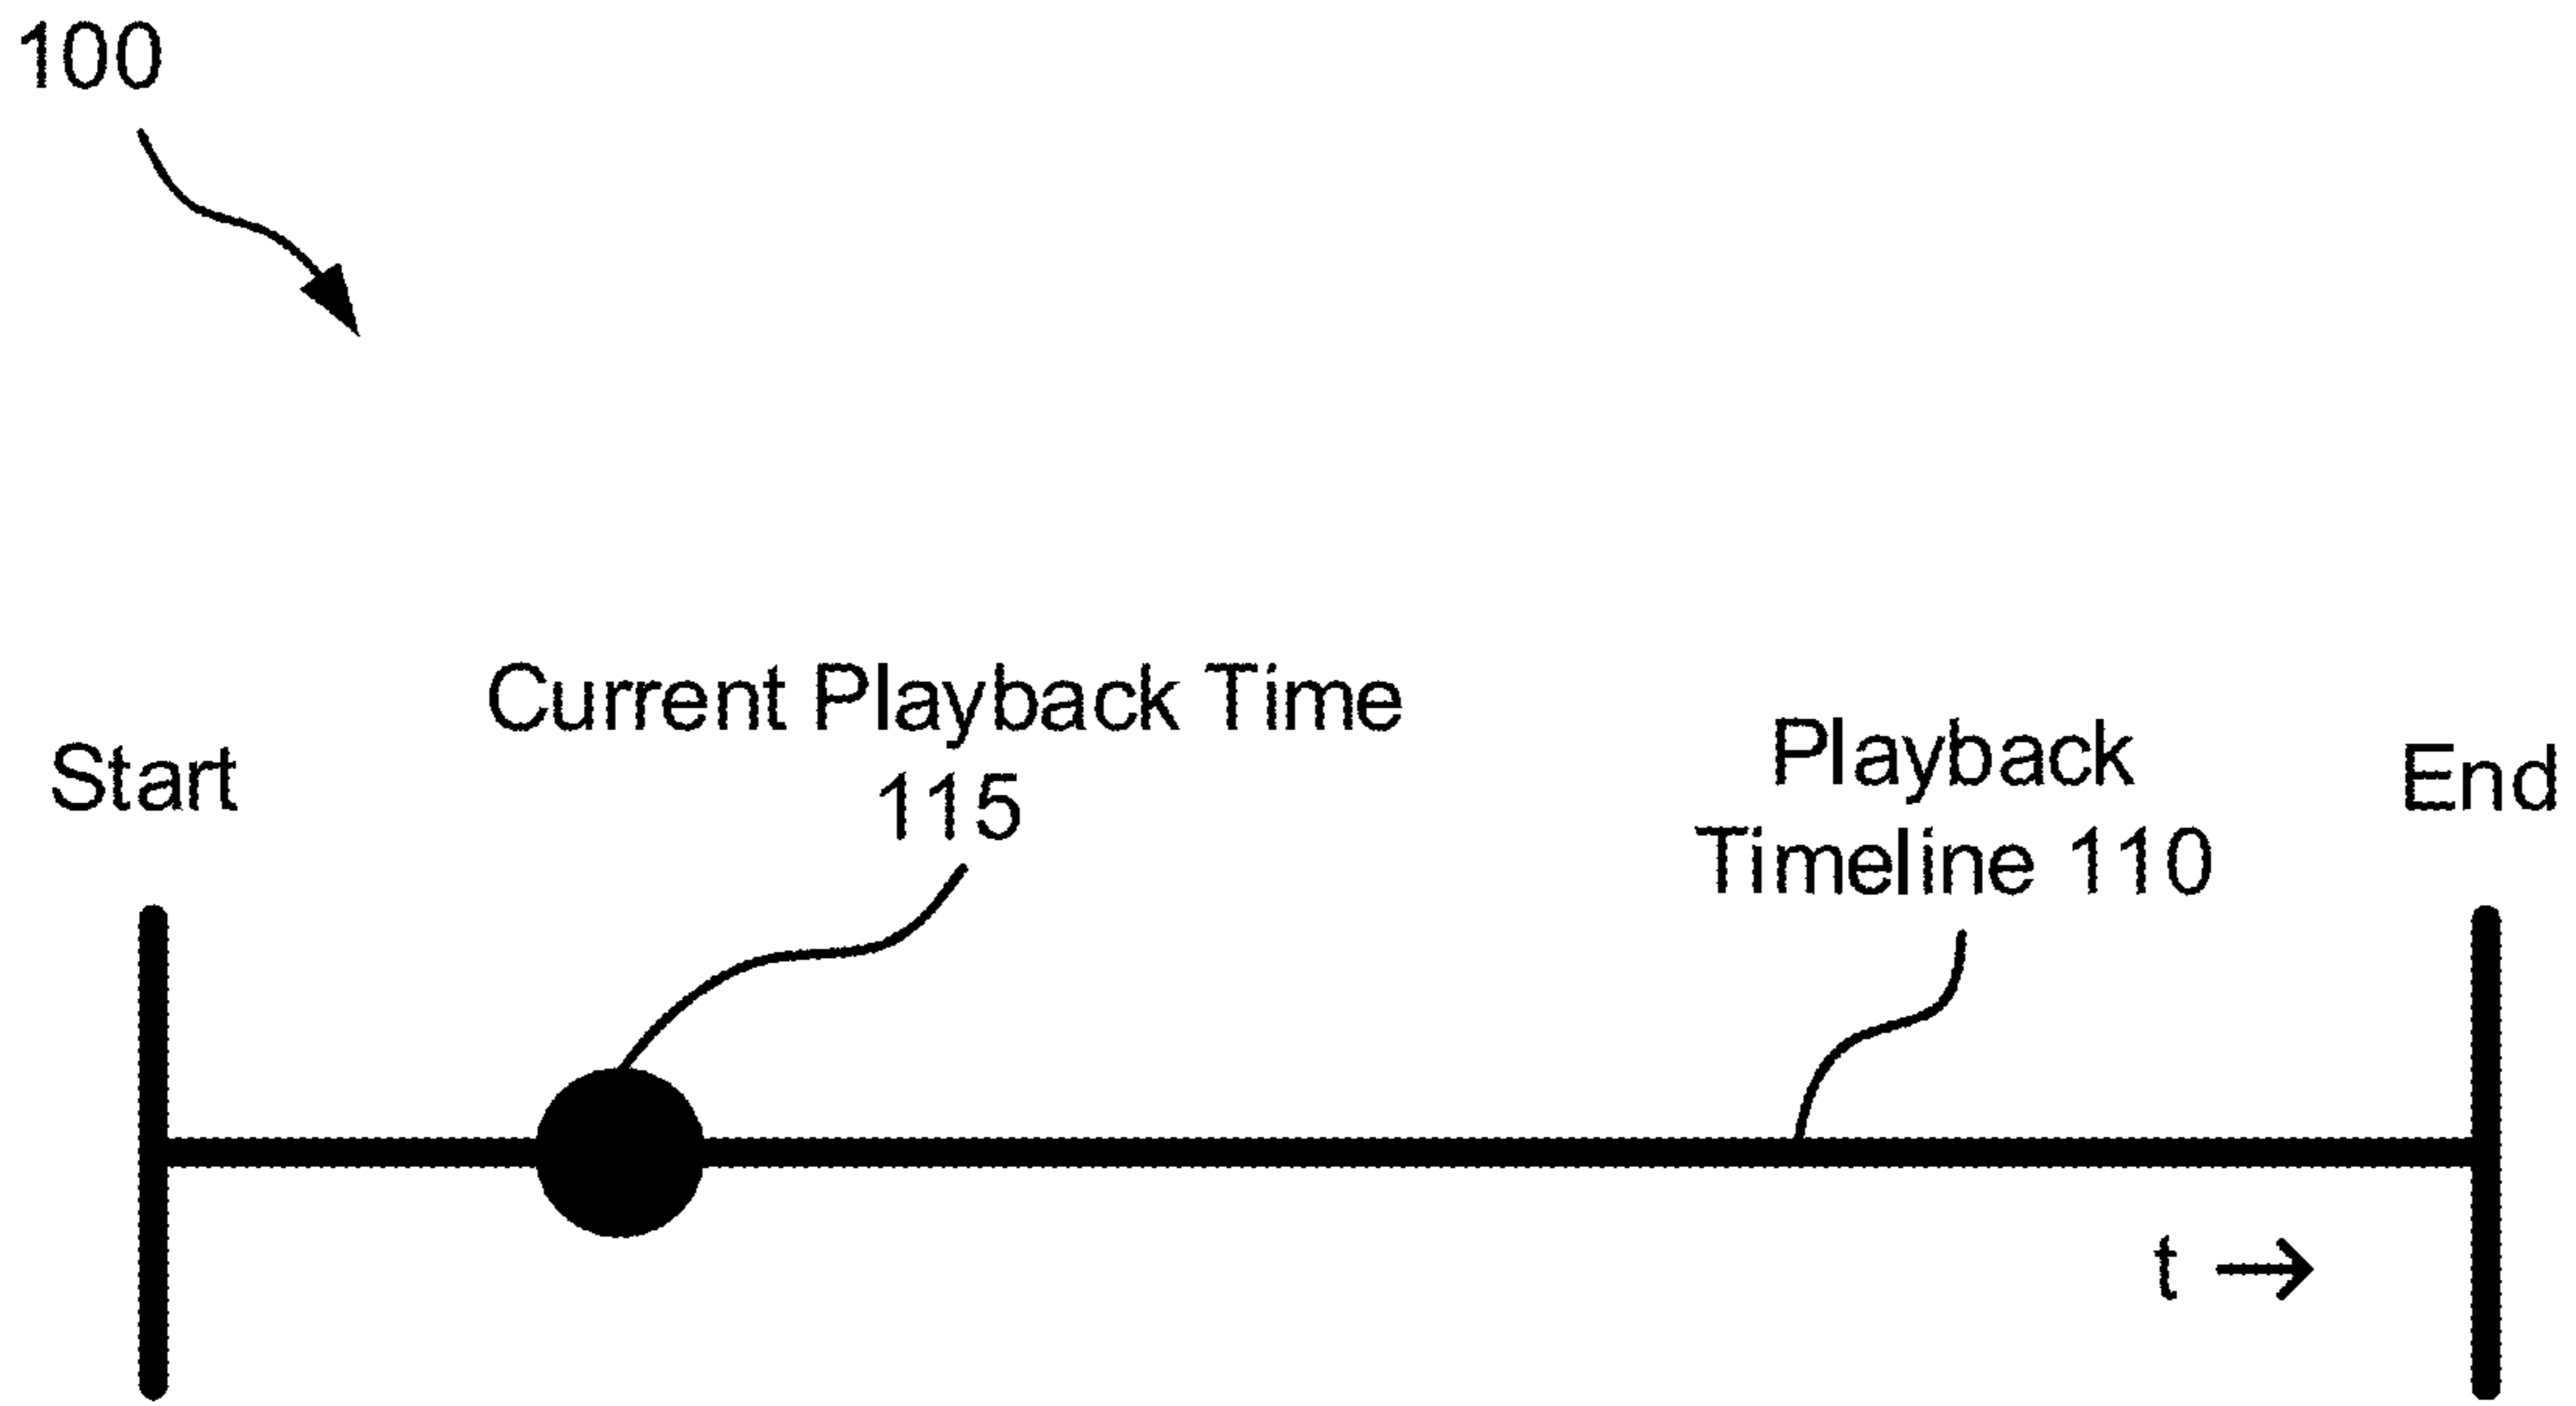 100
Current Playback Time
115
Start
Playback
Timeline 110
End
t →